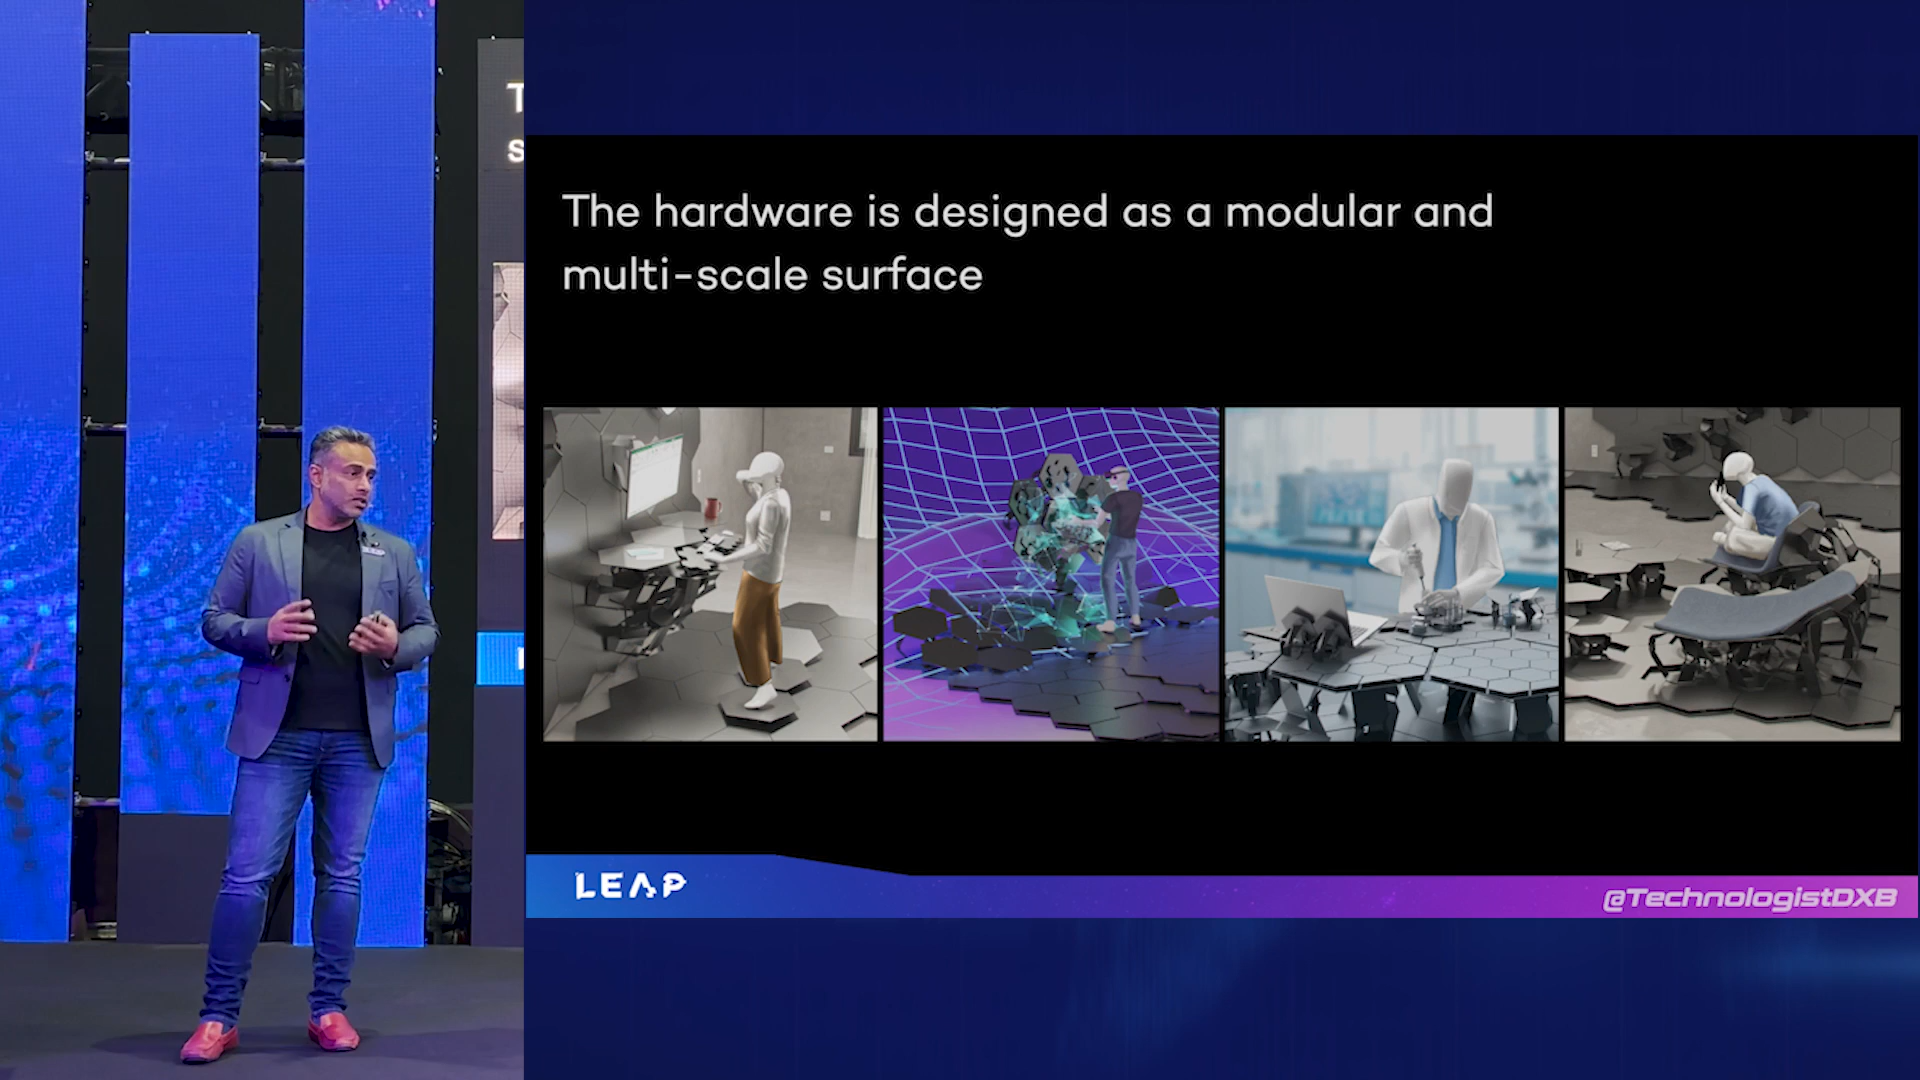 The hardware is designed as a modular and
multi-scale surface
LEAP
@TechnologistDXB